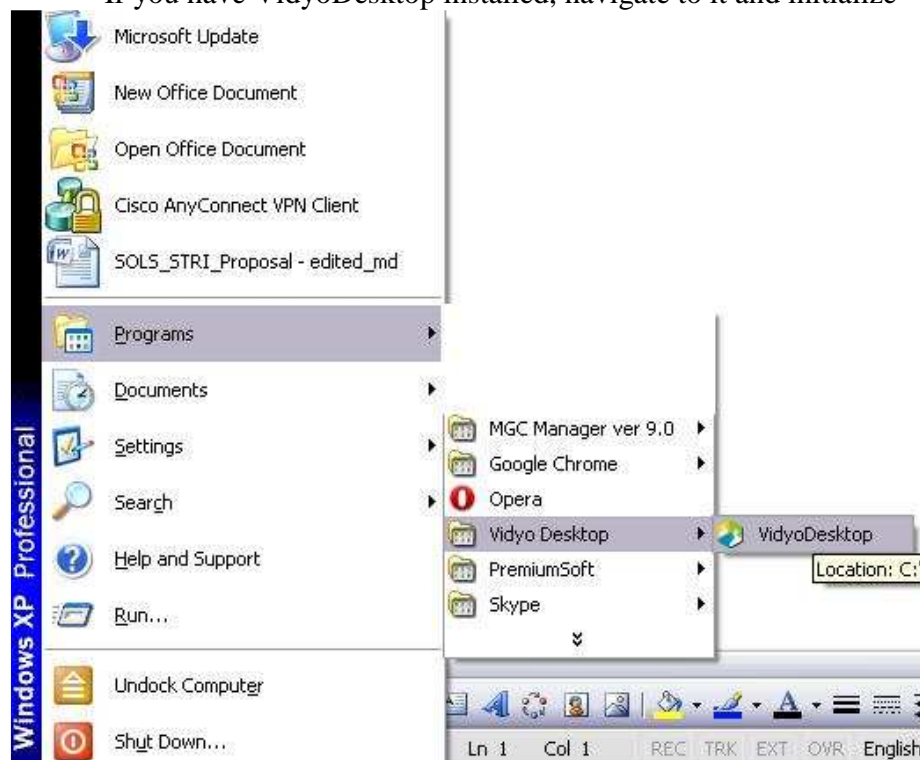 If you have VidyoDesktop installed, navigate to it and initialize
Microsoft Update
New Office Document
Open Office Document
Cisco AnyConnect VPN Client
SOLS_STRI_Proposal - edited_md
Programs
Documents
Settings
Search
Help and Support
Run...
Undock Computer
Shut Down...
Windows XP Professional
MGC Manager ver 9.0
Google Chrome
Opera
Vidyo Desktop
PremiumSoft
Skype
VidyoDesktop
Location: C:\
A
A
Ln 1 Col 1 REC TRK EXT OVR English